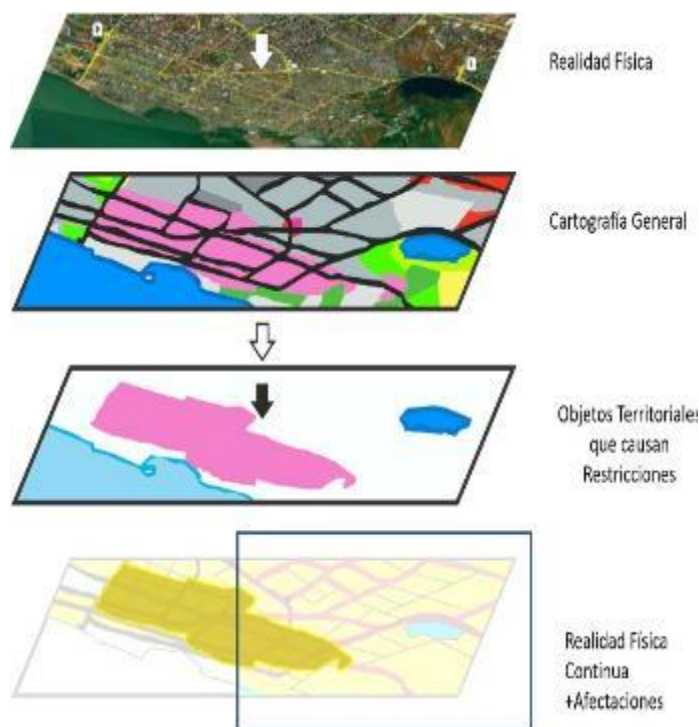 Realidad Física
Cartografía General
Objetos Territoriales
que causan
Restricciones
Realidad Física
Continua
+Afectaciones